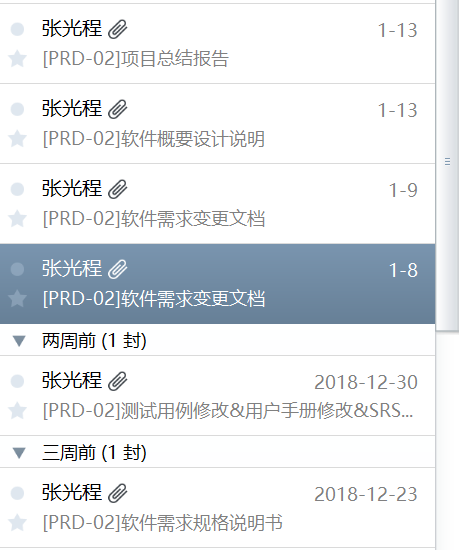 张光程 1-13
[PRD-02]项目总结报告
张光程 1-13
[PRD-02]软件概要设计说明
张光程 1-9
[PRD-02]软件需求变更文档
张光程 1-8
[PRD-02]软件需求变更文档
两周前 (1 封)
张光程 2018-12-30
[PRD-02]测试用例修改&用户手册修改&SRS...
三周前 (1 封)
张光程 2018-12-23
[PRD-02]软件需求规格说明书